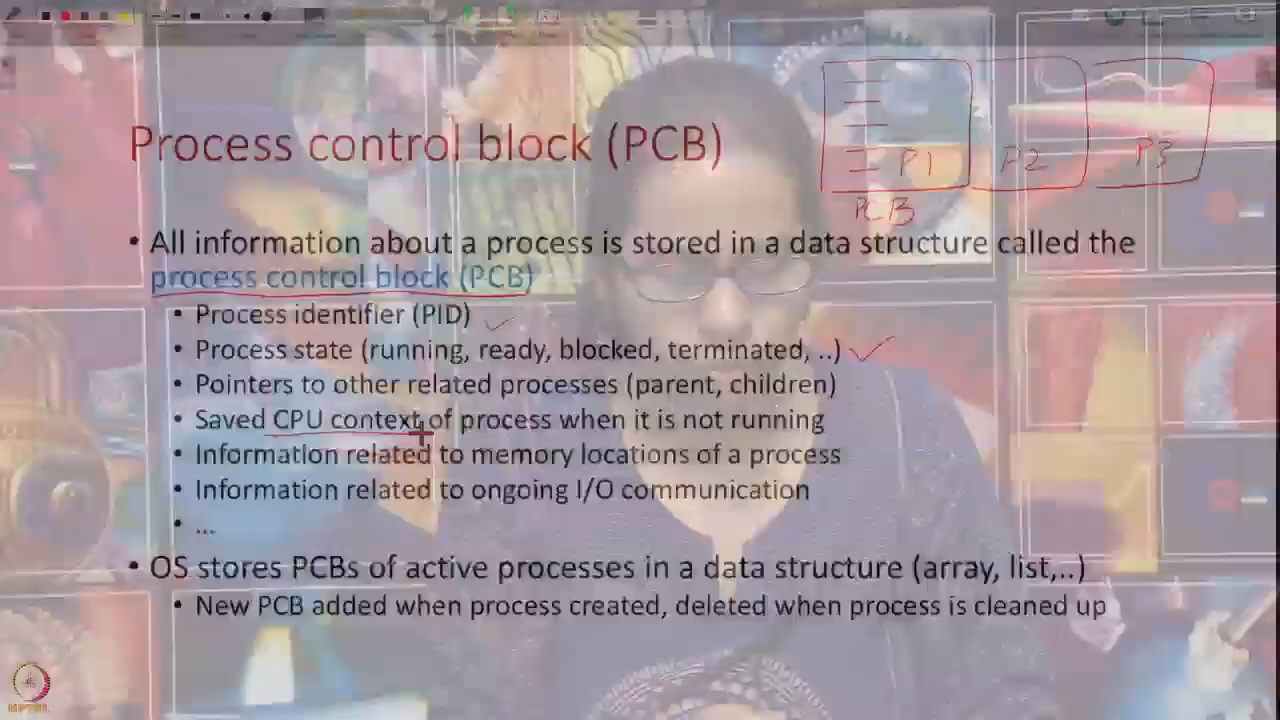 Process control block (PCB)
P1
P2
P3
PCB
• All information about a process is stored in a data structure called the
process control block (PCB)
• Process identifier (PID)
• Process state (running, ready, blocked, terminated, ..)
• Pointers to other related processes (parent, children)
• Saved CPU context of process when it is not running
• Information related to memory locations of a process
• Information related to ongoing I/O communication
• ...
• OS stores PCBs of active processes in a data structure (array, list,..)
• New PCB added when process created, deleted when process is cleaned up
NPTEL